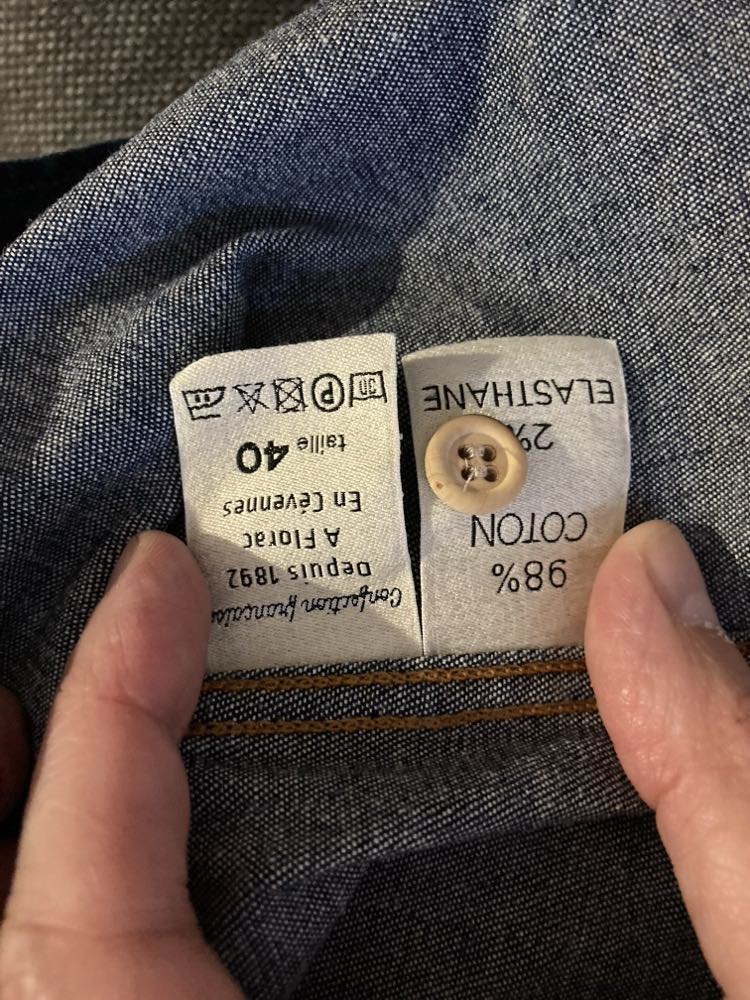 Confection française
Depuis 1892
A Florac
En Cévennes
taille 40
30
P
98%
COTON
2%
ELASTHANE